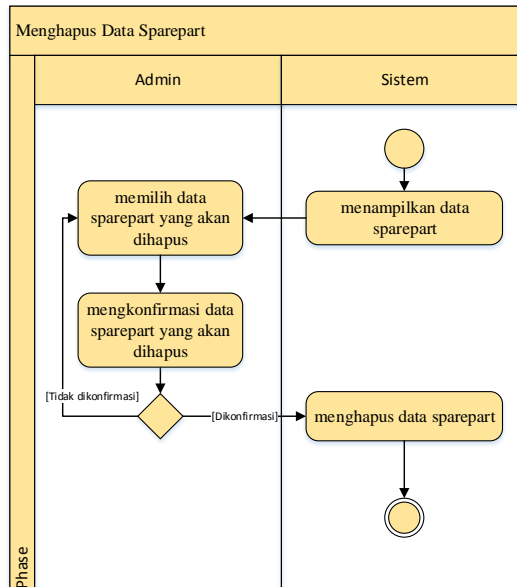 Menghapus Data Sparepart
Admin
Sistem
menampilkan data
sparepart
memilih data
sparepart yang akan
dihapus
mengkonfirmasi data
sparepart yang akan
dihapus
[Tidak dikonfirmasi]
[Dikonfirmasi]
menghapus data sparepart
Phase